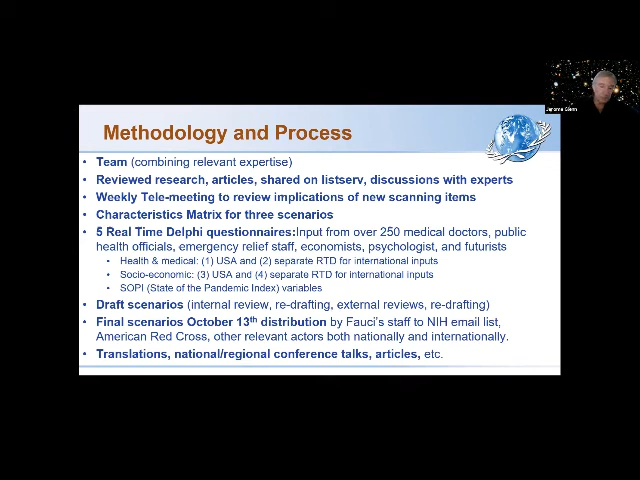 Jerome Glenn
Methodology and Process
• Team (combining relevant expertise)
• Reviewed research, articles, shared on listserv, discussions with experts
• Weekly Tele-meeting to review implications of new scanning items
• Characteristics Matrix for three scenarios
• 5 Real Time Delphi questionnaires:Input from over 250 medical doctors, public
health officials, emergency relief staff, economists, psychologist, and futurists
• Health & medical: (1) USA and (2) separate RTD for international inputs
• Socio-economic: (3) USA and (4) separate RTD for international inputs
• SOPI (State of the Pandemic Index) variables
• Draft scenarios (internal review, re-drafting, external reviews, re-drafting)
• Final scenarios October 13th distribution by Fauci's staff to NIH email list,
American Red Cross, other relevant actors both nationally and internationally.
• Translations, national/regional conference talks, articles, etc.